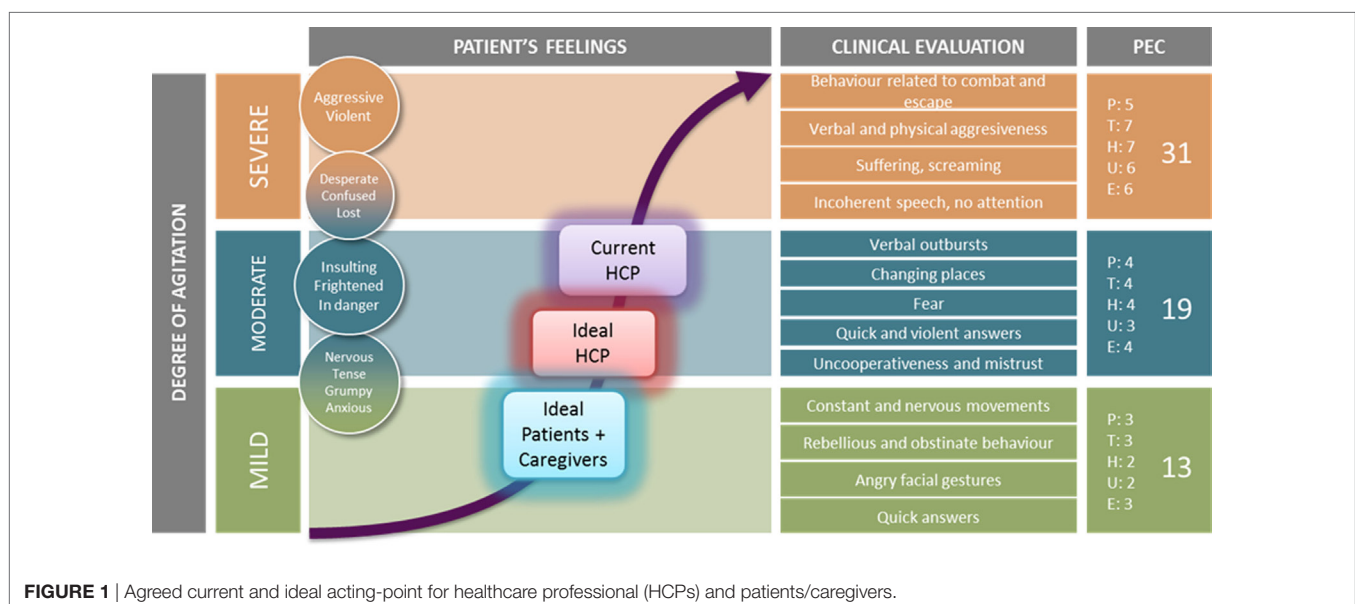 PATIENT'S FEELINGS
CLINICAL EVALUATION
PEC
DEGREE OF AGITATION
SEVERE
Aggressive
Violent
Desperate
Confused
Lost
Behaviour related to combat and
escape
Verbal and physical aggresiveness
Suffering, screaming
Incoherent speech, no attention
P: 5
T: 7
H: 7
U: 6
E: 6
31
MODERATE
Insulting
Frightened
In danger
Nervous
Tense
Grumpy
Anxious
Current
HCP
Ideal
HCP
Verbal outbursts
Changing places
Fear
Quick and violent answers
Uncooperativeness and mistrust
P: 4
T: 4
H: 4
U: 3
E: 4
19
MILD
Ideal
Patients +
Caregivers
Constant and nervous movements
Rebellious and obstinate behaviour
Angry facial gestures
Quick answers
P: 3
T: 3
H: 2
U: 2
E: 3
13
FIGURE 1 | Agreed current and ideal acting-point for healthcare professional (HCPs) and patients/caregivers.